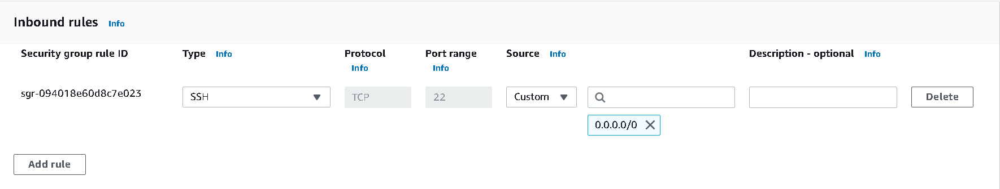 Inbound rules Info
Security group rule ID Type Info Protocol Port range Source Info Description - optional Info
Info Info
sgr-094018e60d8c7e023 SSH TCP 22 Custom Delete
0.0.0.0/0
Add rule